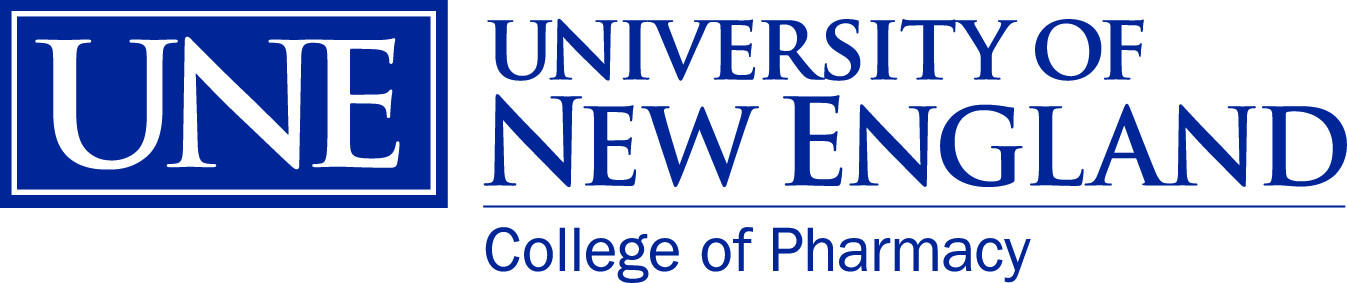 UNE
UNIVERSITY OF
NEW ENGLAND
College of Pharmacy